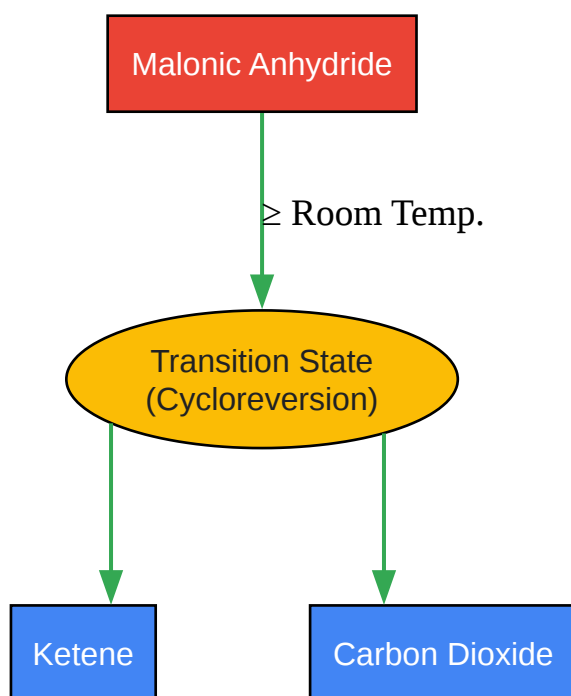 Malonic Anhydride
≥ Room Temp.
Transition State
(Cycloreversion)
Ketene
Carbon Dioxide